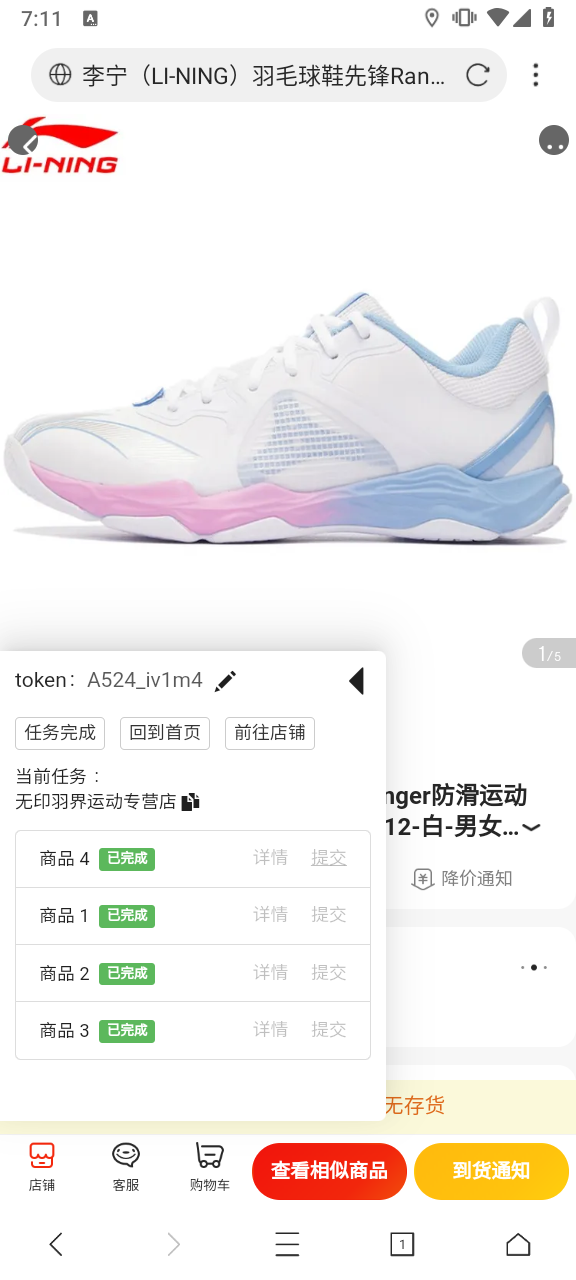 7:11
A
李宁（LI-NING）羽毛球鞋先锋Ran...
LI-NING
1/5
token： A524_iv1m4
任务完成 回到首页 前往店铺
当前任务：
无印羽界运动专营店
nger防滑运动
12-白-男女...
降价通知
商品 4 已完成 详情 提交
商品 1 已完成 详情 提交
商品 2 已完成 详情 提交
商品 3 已完成 详情 提交
无存货
店铺 客服 购物车 查看相似商品 到货通知
1